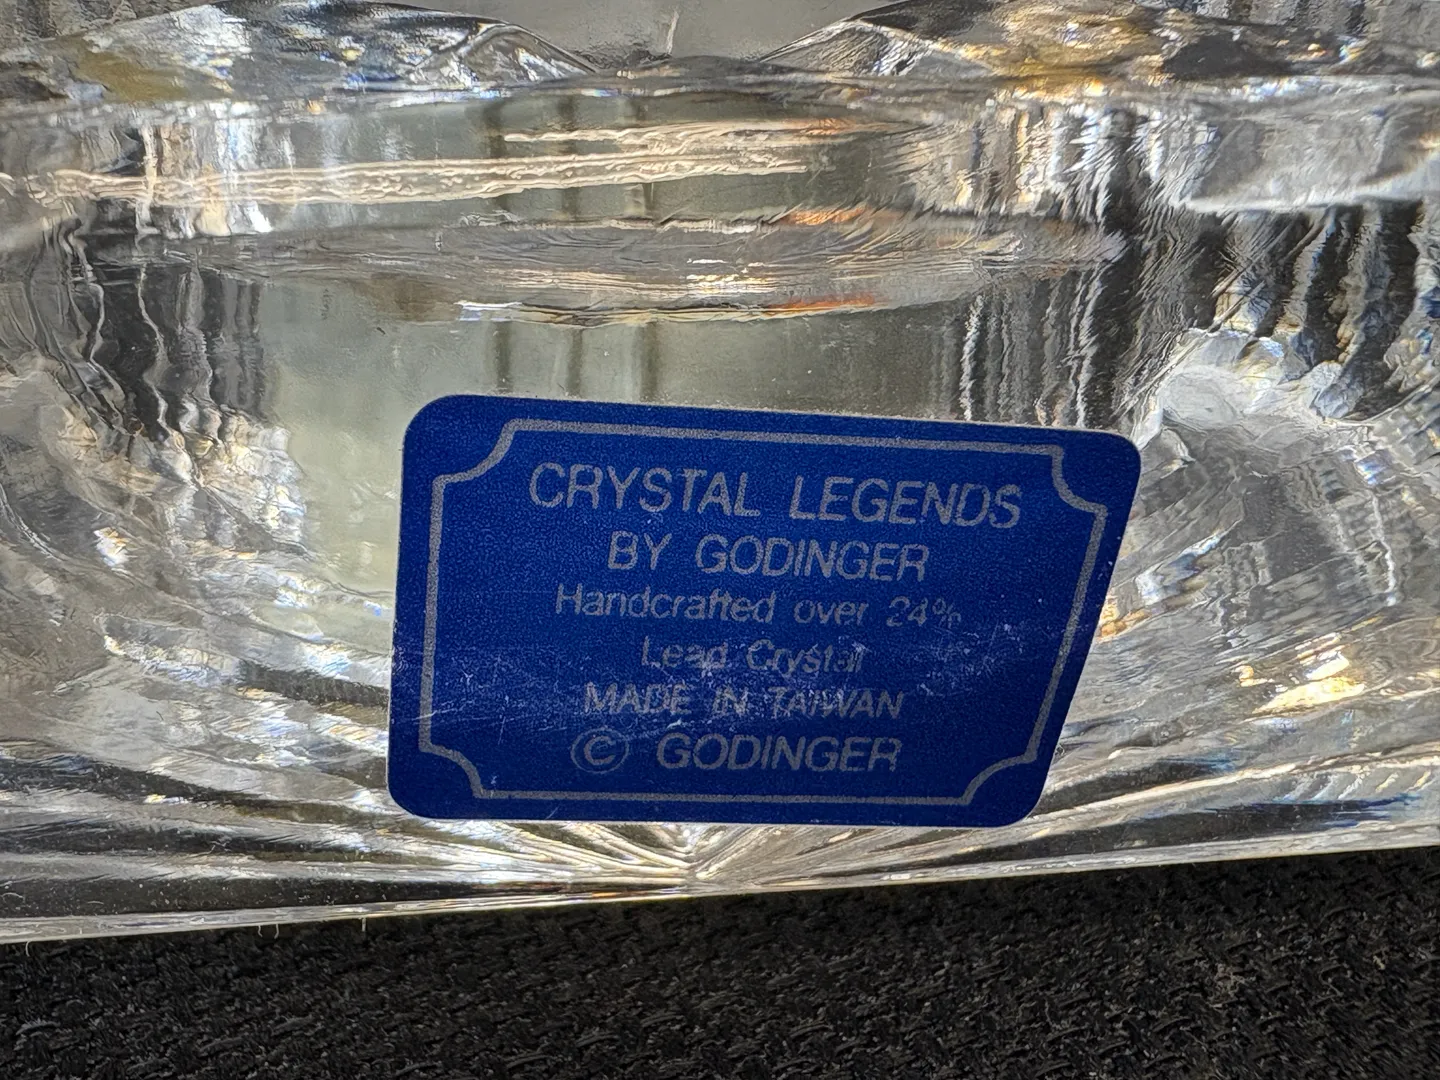 CRYSTAL LEGENDS
BY GODINGER
Handcrafted over 24%
Lead Crystal
MADE IN TAIWAN
© GODINGER